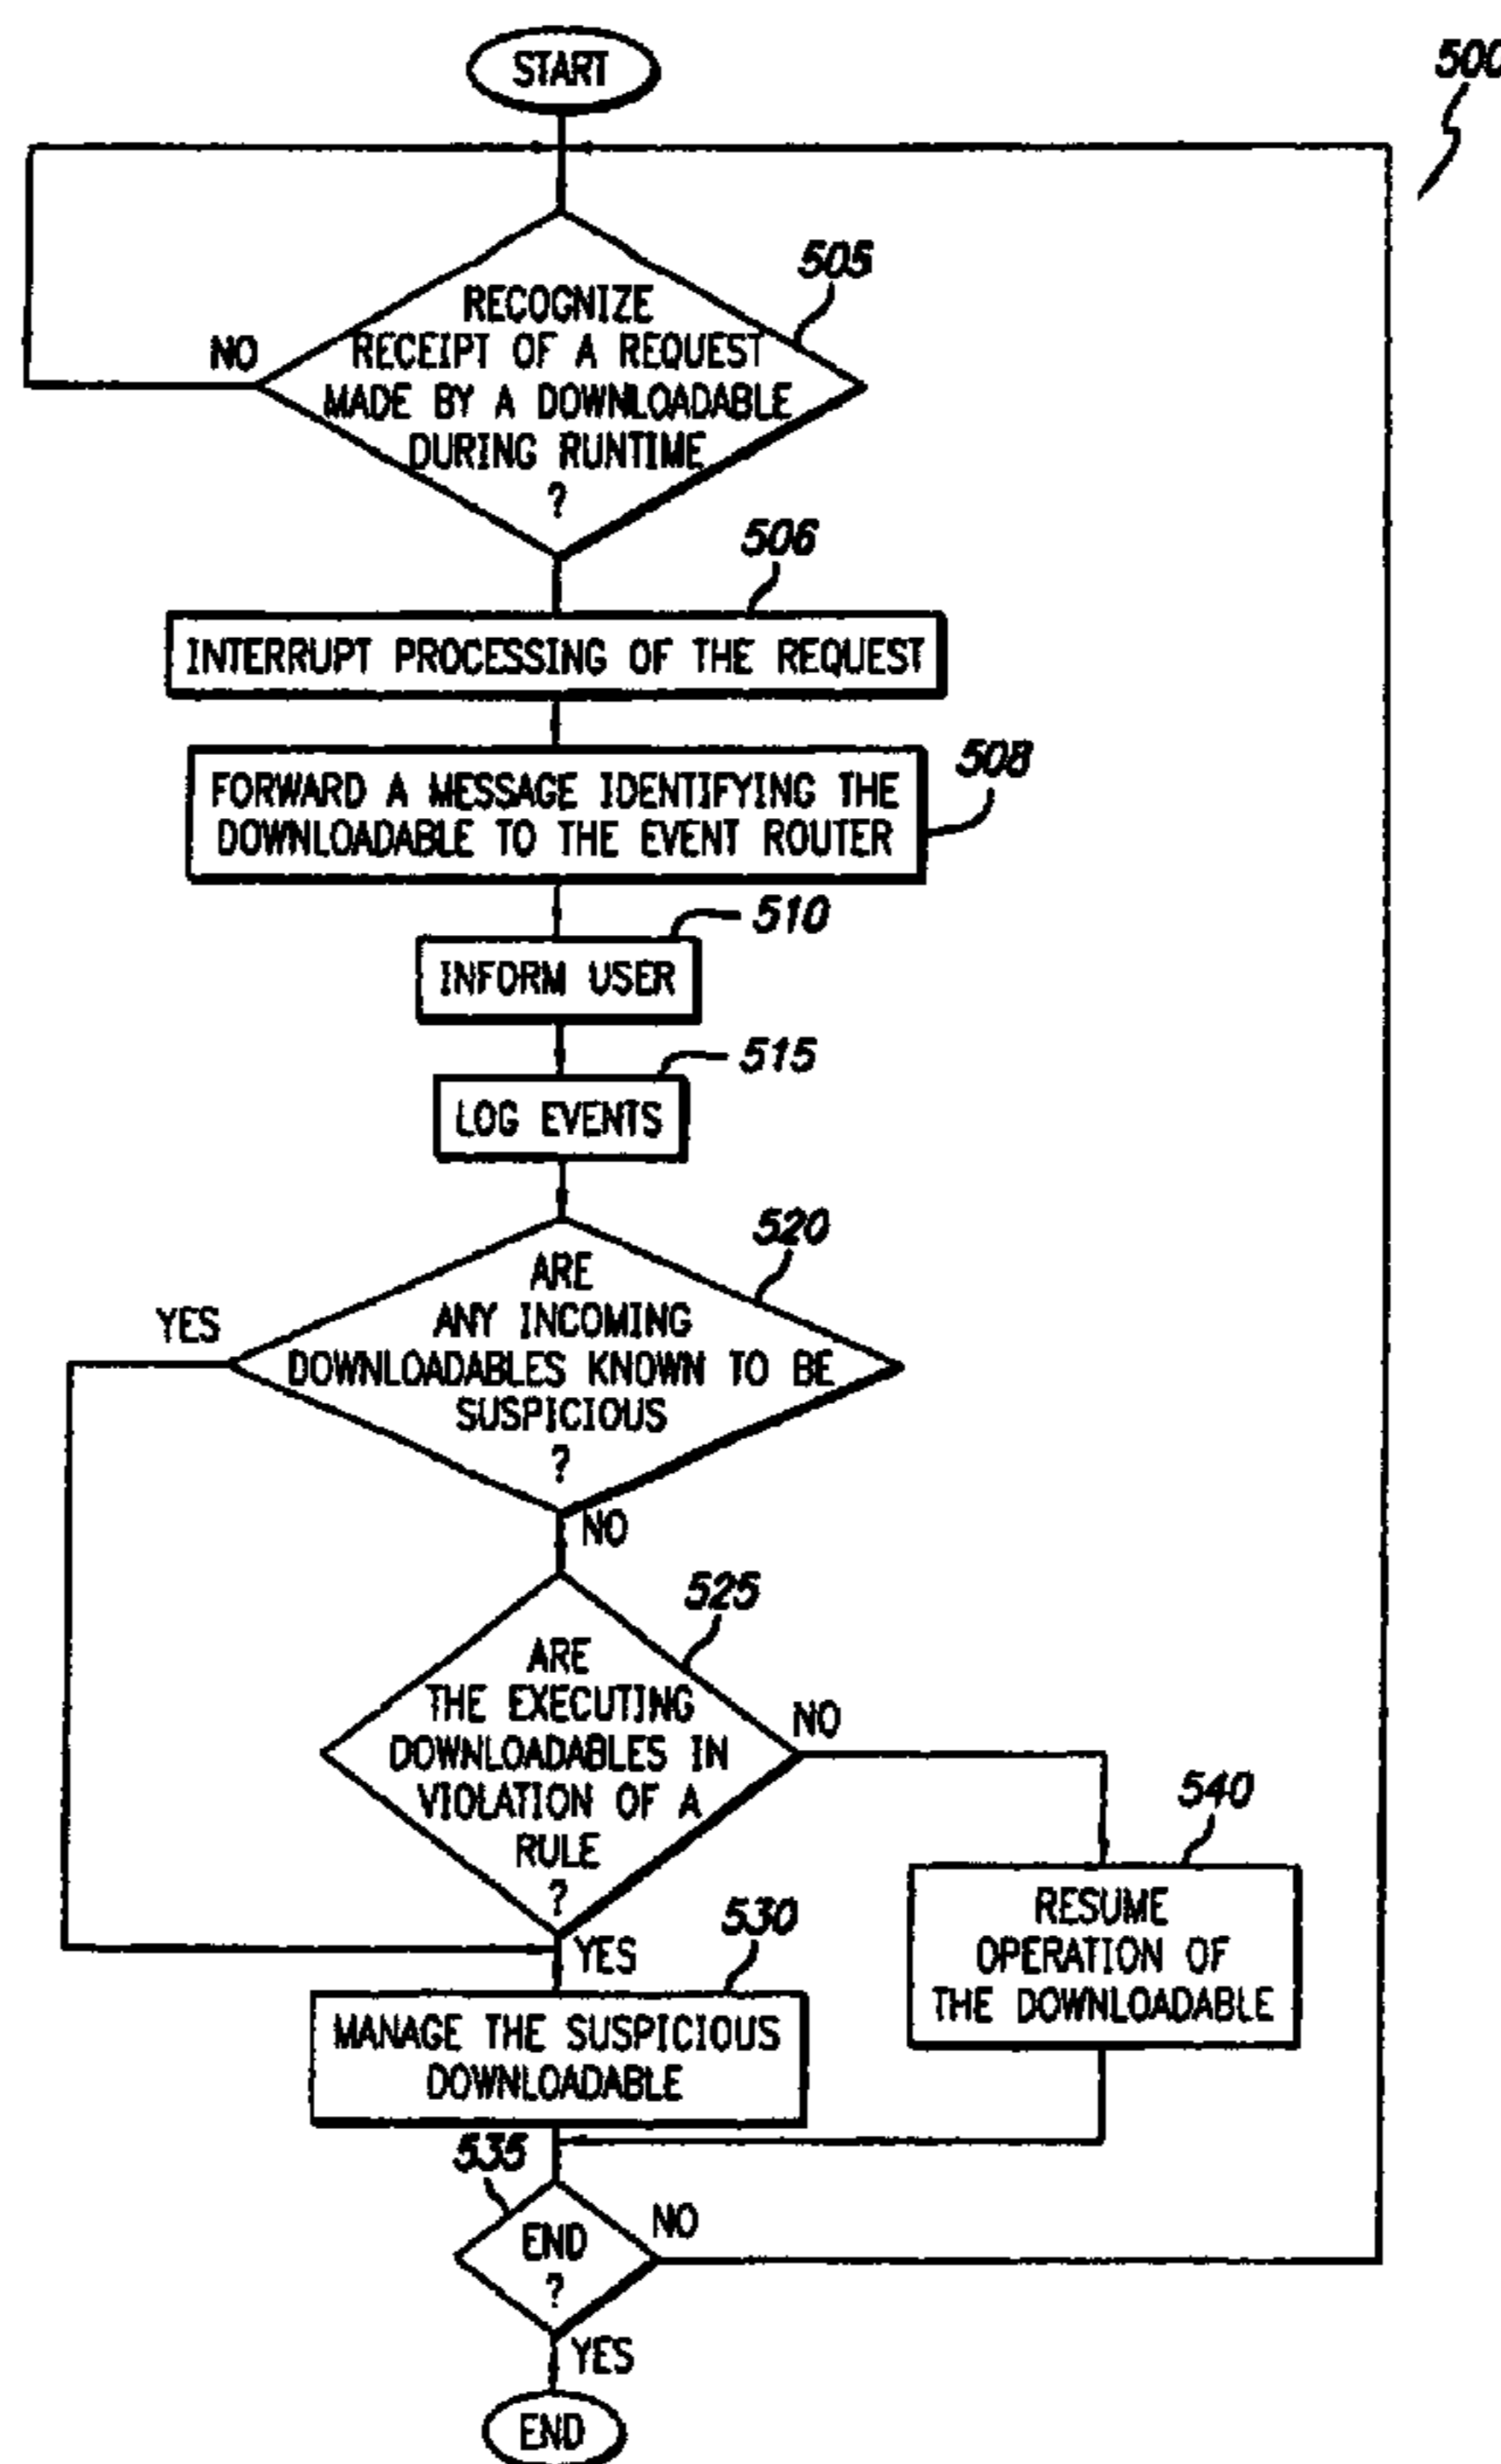 START
500
505
RECOGNIZE
RECEIPT OF A REQUEST
MADE BY A DOWNLOADABLE
DURING RUNTIME
?
NO
506
INTERRUPT PROCESSING OF THE REQUEST
508
FORWARD A MESSAGE IDENTIFYING THE
DOWNLOADABLE TO THE EVENT ROUTER
510
INFORM USER
515
LOG EVENTS
520
ARE
ANY INCOMING
DOWNLOADABLES KNOWN TO BE
SUSPICIOUS
?
YES
NO
525
ARE
THE EXECUTING
DOWNLOADABLES IN
VIOLATION OF A
RULE
?
NO
YES
540
RESUME
OPERATION OF
THE DOWNLOADABLE
530
MANAGE THE SUSPICIOUS
DOWNLOADABLE
535
END
?
NO
YES
END